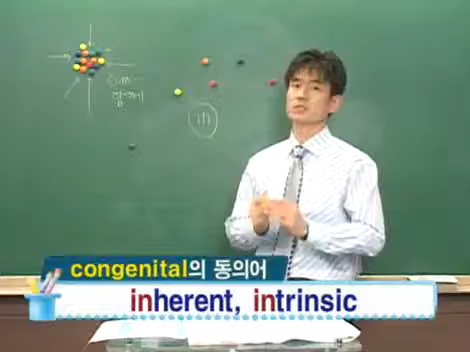 congenital의 동의어
inherent, intrinsic